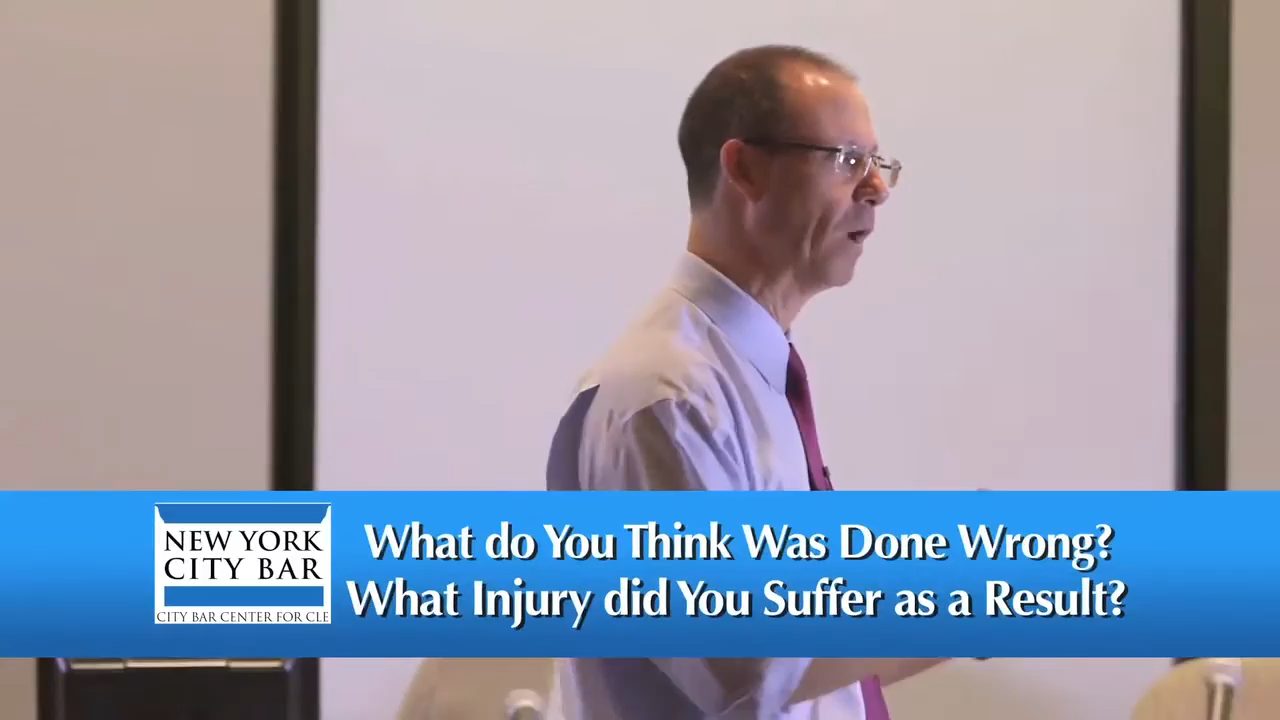 NEW YORK
CITY BAR
CITY BAR CENTER FOR CLE
What do You Think Was Done Wrong?
What Injury did You Suffer as a Result?